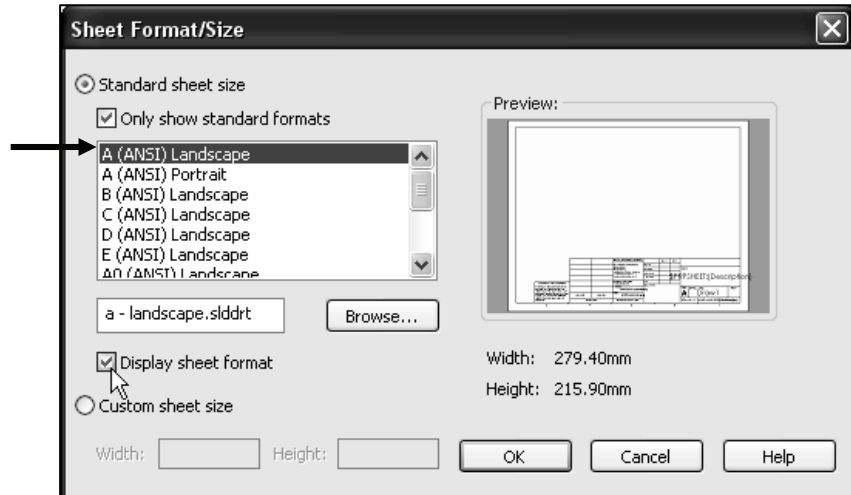 Sheet Format/Size
Standard sheet size
Only show standard formats
A (ANSI) Landscape
A (ANSI) Portrait
B (ANSI) Landscape
C (ANSI) Landscape
D (ANSI) Landscape
E (ANSI) Landscape
A0 (ANSI) Landscape
a - landscape.slddrt
Browse...
Display sheet format
Custom sheet size
Width:
Height:
Preview:
A
Draw1
Width: 279.40mm
Height: 215.90mm
OK
Cancel
Help